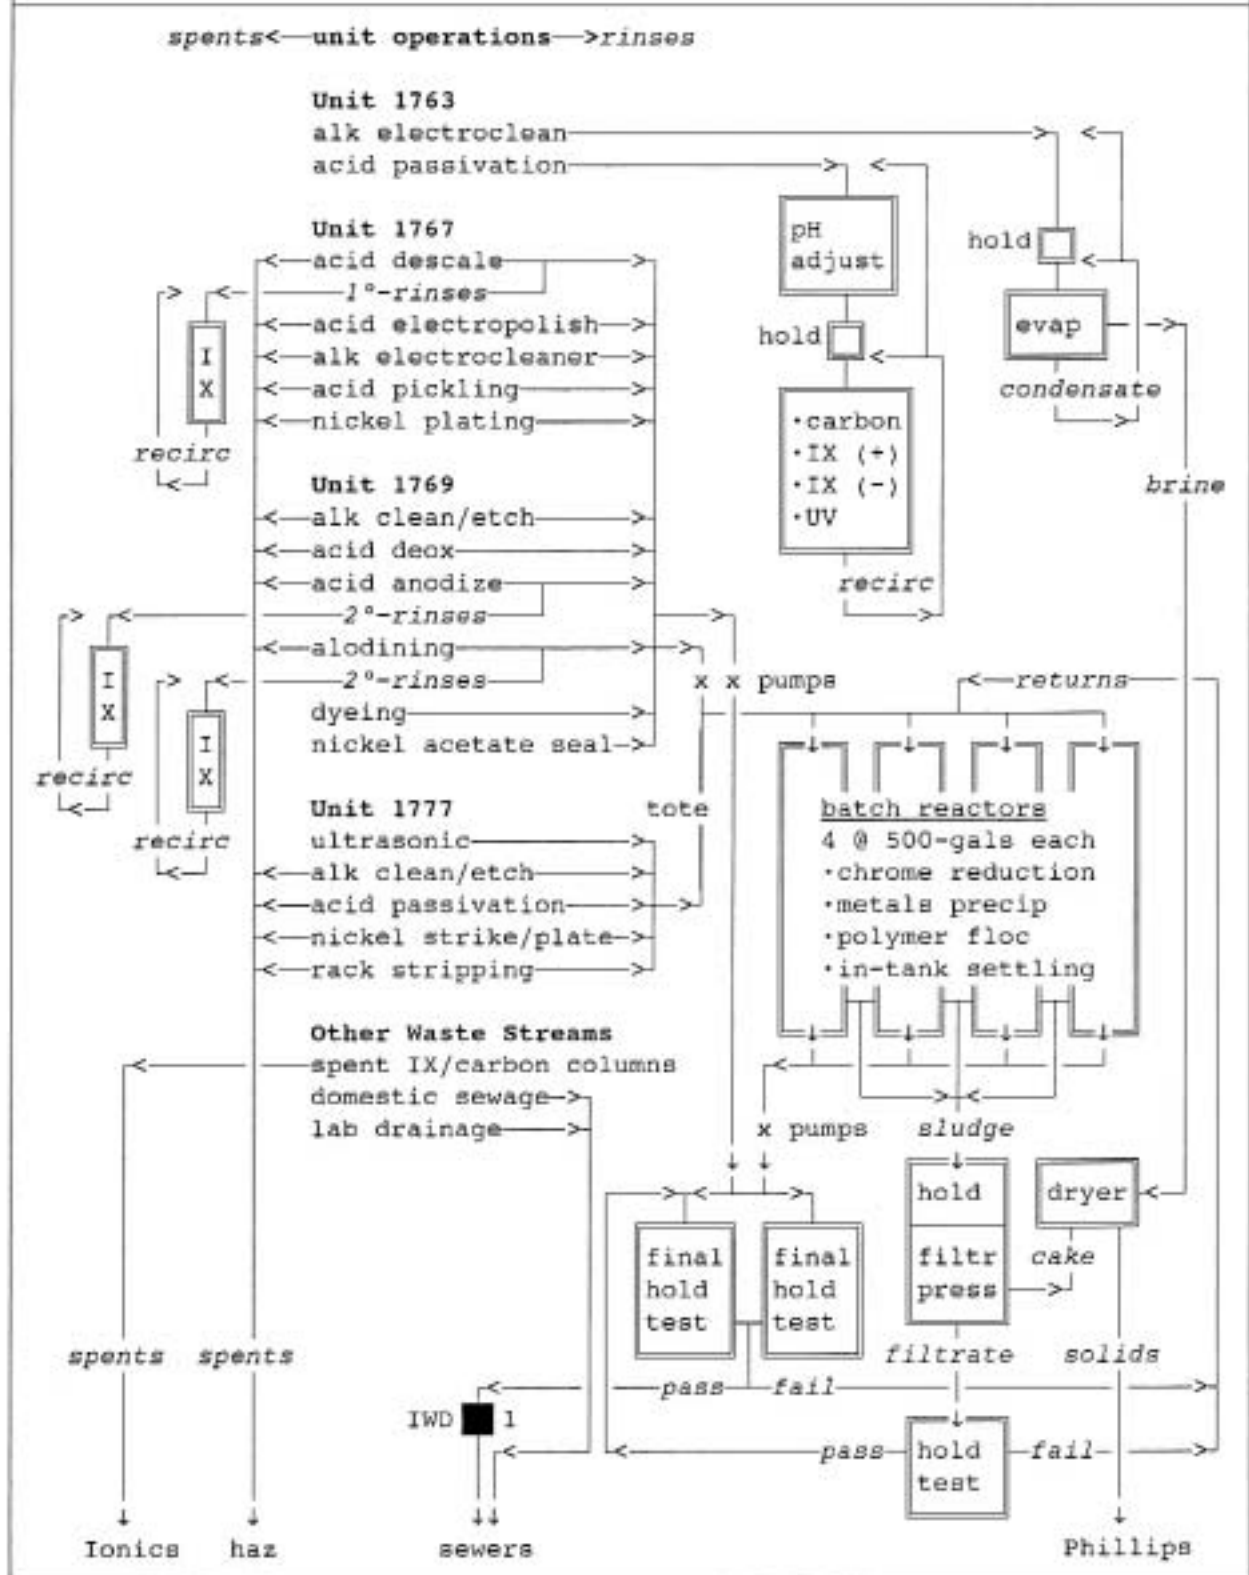 spents<—unit operations—>rinses
Unit 1763
alk electroclean
acid passivation
Unit 1767
acid descale
1°-rinses
acid electropolish
alk electrocleaner
acid pickling
nickel plating
I
X
recirc
Unit 1769
alk clean/etch
acid deox
acid anodize
2°-rinses
alodining
2°-rinses
dyeing
nickel acetate seal
I
X
recirc
I
X
recirc
Unit 1777
ultrasonic
alk clean/etch
acid passivation
nickel strike/plate
rack stripping
Other Waste Streams
spent IX/carbon columns
domestic sewage
lab drainage
pH
adjust
hold
•carbon
•IX (+)
•IX (-)
•UV
recirc
hold
evap
condensate
brine
x x pumps
returns
tote
batch reactors
4 @ 500-gals each
•chrome reduction
•metals precip
•polymer floc
•in-tank settling
x pumps
sludge
hold
filtr
press
dryer
cake
final
hold
test
final
hold
test
filtrate
solids
spents
spents
pass
fail
IWD 1
pass
hold
test
fail
Ionics
haz
sewers
Phillips